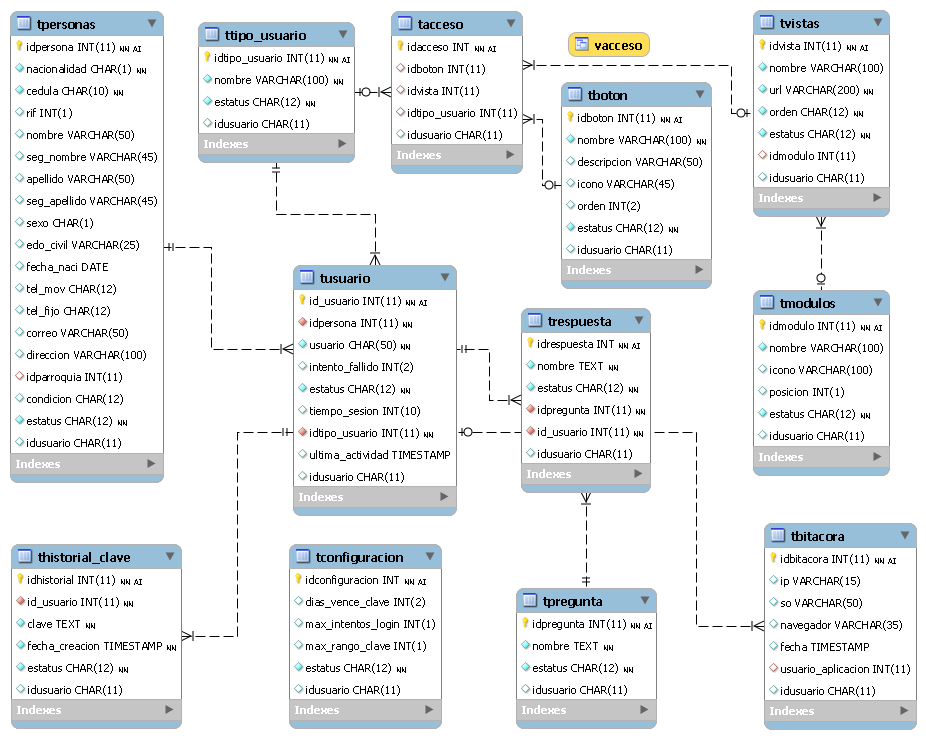 tpersonas
idpersona INT(11) NN AI
nacionalidad CHAR(1) NN
cedula CHAR(10) NN
rif INT(1)
nombre VARCHAR(50)
seg_nombre VARCHAR(45)
apellido VARCHAR(50)
seg_apellido VARCHAR(45)
sexo CHAR(1)
edo_civil VARCHAR(25)
fecha_naci DATE
tel_mov CHAR(12)
tel_fijo CHAR(12)
correo VARCHAR(50)
direccion VARCHAR(100)
idparroquia INT(11)
condicion CHAR(12)
estatus CHAR(12) NN
idusuario CHAR(11)
Indexes
ttipo_usuario
idtipo_usuario INT(11) NN AI
nombre VARCHAR(100) NN
estatus CHAR(12) NN
idusuario CHAR(11)
Indexes
tacceso
idacceso INT NN AI
idboton INT(11)
idvista INT(11)
idtipo_usuario INT(11)
idusuario CHAR(11)
Indexes
vacceso
tboton
idboton INT(11) NN AI
nombre VARCHAR(100) NN
descripcion VARCHAR(50)
icono VARCHAR(45)
orden INT(2)
estatus CHAR(12) NN
idusuario CHAR(11)
Indexes
tvistas
idvista INT(11) NN AI
nombre VARCHAR(100)
url VARCHAR(200) NN
orden CHAR(12) NN
estatus CHAR(12) NN
idmodulo INT(11)
idusuario CHAR(11)
Indexes
tusuario
id_usuario INT(11) NN AI
idpersona INT(11) NN
usuario CHAR(50) NN
intento_fallido INT(2)
estatus CHAR(12) NN
tiempo_sesion INT(10)
idtipo_usuario INT(11) NN
ultima_actividad TIMESTAMP
idusuario CHAR(11)
Indexes
trespuesta
idrespuesta INT NN AI
nombre TEXT NN
estatus CHAR(12) NN
idpregunta INT(11) NN
id_usuario INT(11) NN
idusuario CHAR(11)
Indexes
tmodulos
idmodulo INT(11) NN AI
nombre VARCHAR(100)
icono VARCHAR(100)
posicion INT(1)
estatus CHAR(12) NN
idusuario CHAR(11)
Indexes
thistorial_clave
idhistorial INT(11) NN AI
id_usuario INT(11) NN
clave TEXT NN
fecha_creacion TIMESTAMP NN
estatus CHAR(12) NN
idusuario CHAR(11)
Indexes
tconfiguracion
idconfiguracion INT NN AI
dias_vence_clave INT(2)
max_intentos_login INT(1)
max_rango_clave INT(1)
estatus CHAR(12) NN
idusuario CHAR(11)
Indexes
tpregunta
idpregunta INT(11) NN AI
nombre TEXT NN
estatus CHAR(12) NN
idusuario CHAR(11)
Indexes
tbitacora
idbitacora INT(11) NN AI
ip VARCHAR(15)
so VARCHAR(50)
navegador VARCHAR(35)
fecha TIMESTAMP
usuario_aplicacion INT(11)
idusuario CHAR(11)
Indexes